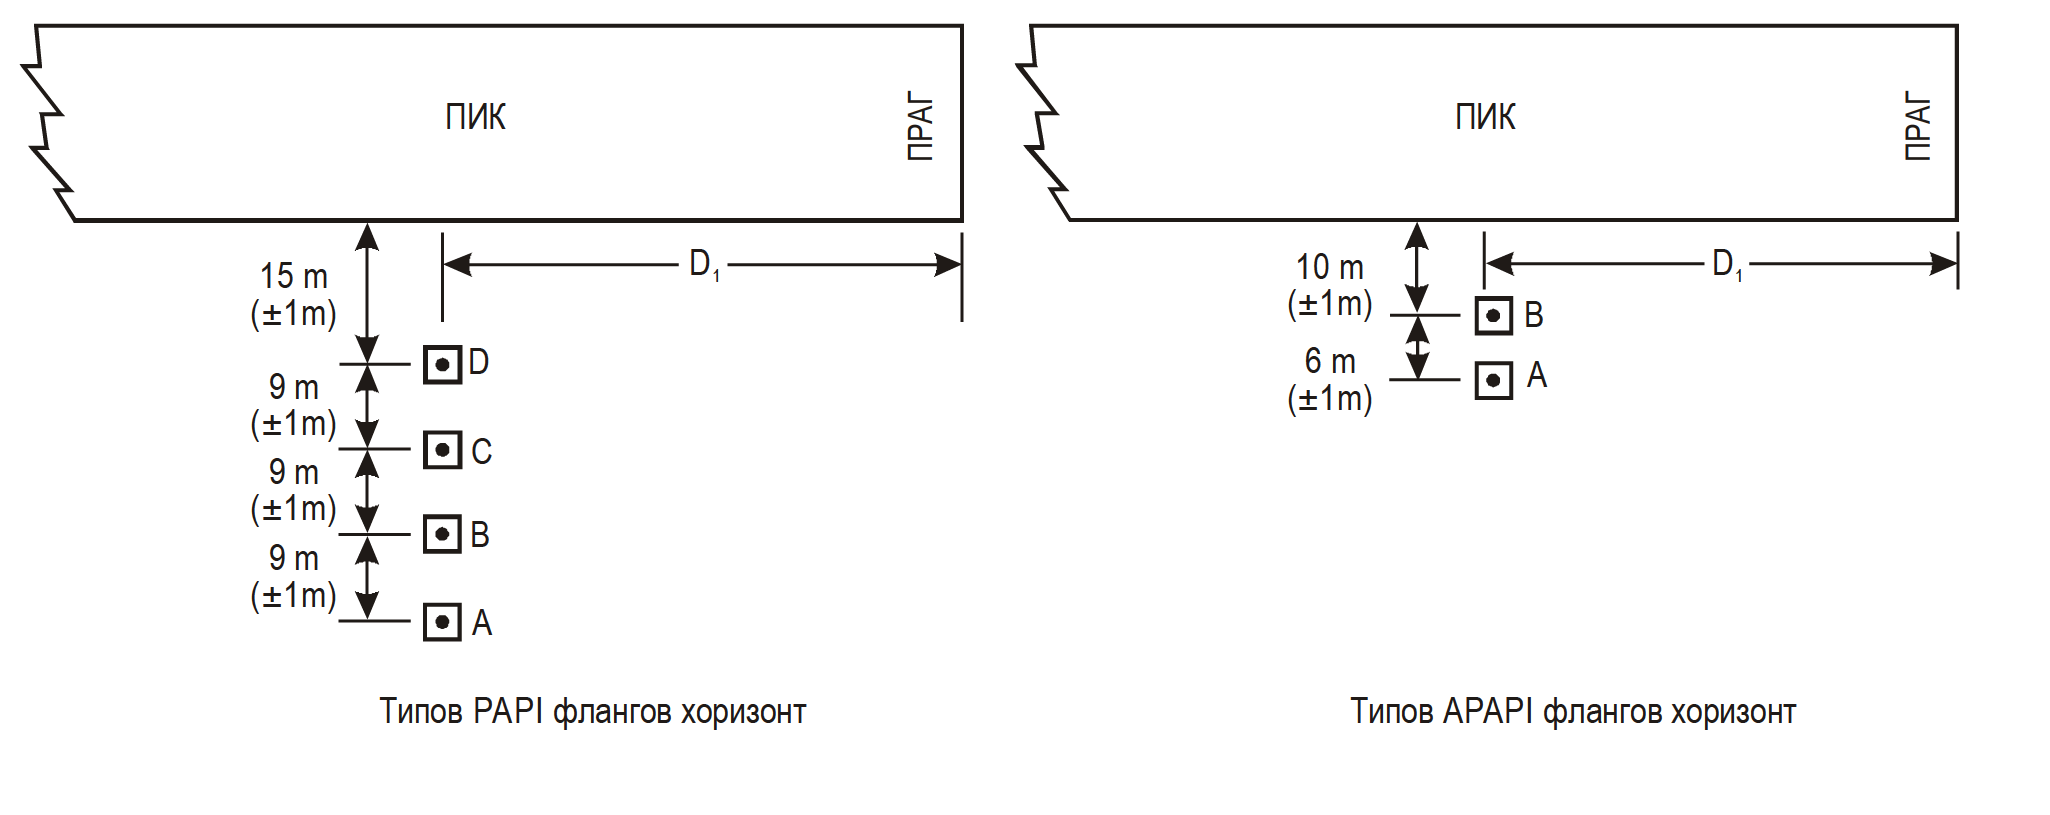 ПИК
ПРАГ
15 m
(±1m)
D1
D
9 m
(±1m)
C
9 m
(±1m)
B
9 m
(±1m)
A
Типов PAPI флангов хоризонт
ПИК
ПРАГ
10 m
(±1m)
D1
B
6 m
(±1m)
A
Типов APAPI флангов хоризонт